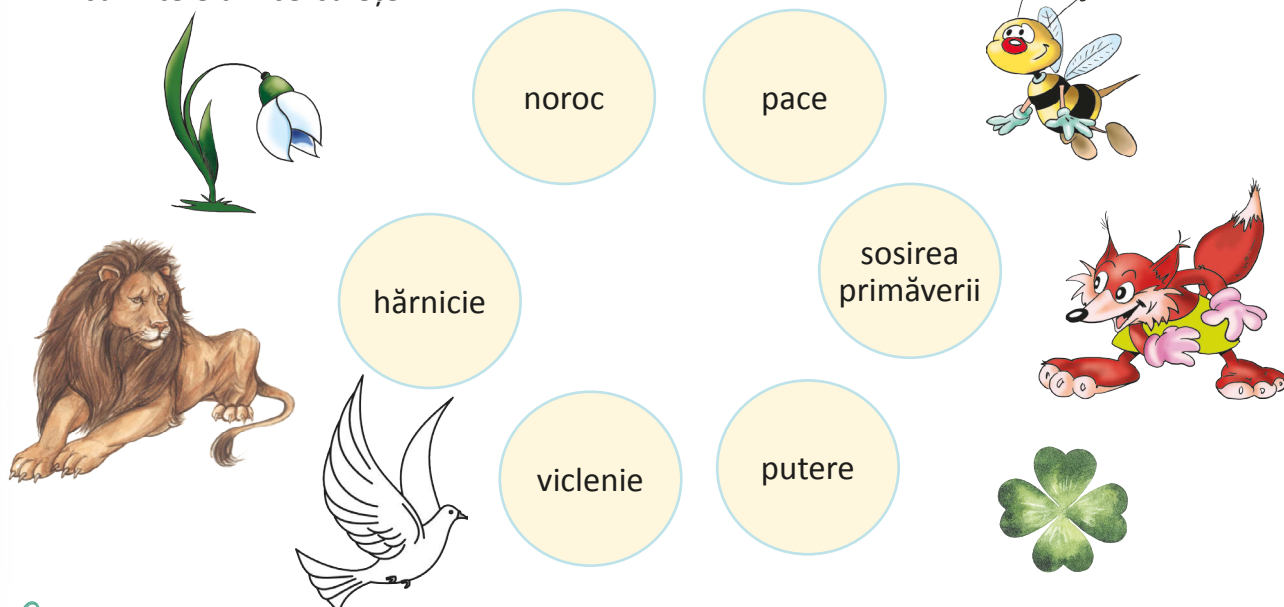 noroc
pace
sosirea
primăverii
hărnicie
viclenie
putere